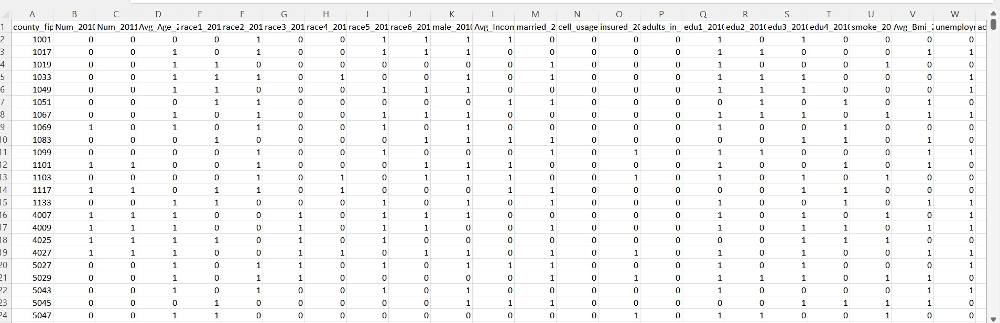 A B C D E F G H I J K L M N O P Q R S T U V W
1 county_fip Num_2010 Num_2011 Avg_Age_2 race1_201 race2_201 race3_201 race4_201 race5_201 race6_201 male_2010 Avg_Incom married_2 cell_usage insured_20 adults_in_ edu1_2010 edu2_2010 edu3_2010 edu4_2010 smoke_20 Avg_Bmi_2 unemployr ac
2 1001 0 0 0 0 1 0 0 1 1 1 1 0 0 0 0 1 0 1 0 0 0 0
3 1017 0 0 1 0 1 0 0 1 1 1 0 0 0 0 0 1 1 0 0 0 1 1
4 1019 0 0 1 1 0 0 0 0 0 0 0 1 0 0 0 1 0 0 0 1 0 0
5 1033 0 0 1 1 1 0 1 0 0 1 0 1 0 0 0 1 1 1 0 0 0 1
6 1049 0 0 1 1 0 0 0 1 1 1 0 0 0 0 0 1 1 1 0 0 0 1
7 1051 0 0 0 1 1 0 0 0 0 0 1 1 0 0 0 0 1 0 1 0 1 0
8 1067 0 0 1 0 1 0 0 1 1 1 0 0 0 0 0 1 1 1 0 1 1 1
9 1069 1 0 1 0 1 0 0 1 0 1 0 0 0 0 0 1 0 0 1 0 0 0
10 1083 0 0 0 1 0 0 0 0 1 1 1 1 0 0 0 0 0 1 1 0 1 0
11 1099 0 0 0 0 1 0 0 1 0 0 0 1 0 1 0 1 1 0 0 0 1 1
12 1101 1 1 0 0 1 0 0 0 1 1 1 0 0 0 0 1 0 0 1 0 1 0
13 1103 0 0 0 0 1 0 1 0 1 1 1 0 0 1 0 1 0 1 0 1 0 0
14 1117 1 1 0 1 1 0 1 0 0 0 1 1 0 0 0 0 0 1 1 0 0 0
15 1133 0 0 1 1 0 0 0 1 0 1 0 1 0 0 0 1 0 0 1 0 1 1
16 4007 1 1 1 0 0 1 0 1 1 1 0 0 0 0 0 1 0 1 0 1 0 1
17 4009 1 1 1 0 0 1 0 1 1 0 0 1 0 0 0 1 0 1 1 0 1 1
18 4025 1 1 1 1 0 1 0 1 0 0 0 0 0 0 0 0 0 1 1 1 0 0
19 4027 1 1 1 0 0 1 1 0 1 1 0 1 0 1 0 1 0 1 0 0 1 1
20 5027 0 0 1 0 1 1 0 1 0 1 1 1 0 0 0 1 0 1 0 0 0 1
21 5029 0 0 1 0 1 1 0 0 0 0 0 1 0 1 0 1 1 1 0 1 1 0
22 5043 0 0 1 0 1 0 0 1 0 1 0 0 0 0 0 1 0 0 0 0 1 1
23 5045 0 0 0 1 0 0 0 0 0 1 1 1 0 0 0 0 0 1 1 1 1 0
24 5047 0 0 1 1 0 0 0 0 0 0 0 0 0 1 0 1 1 0 0 1 0 0